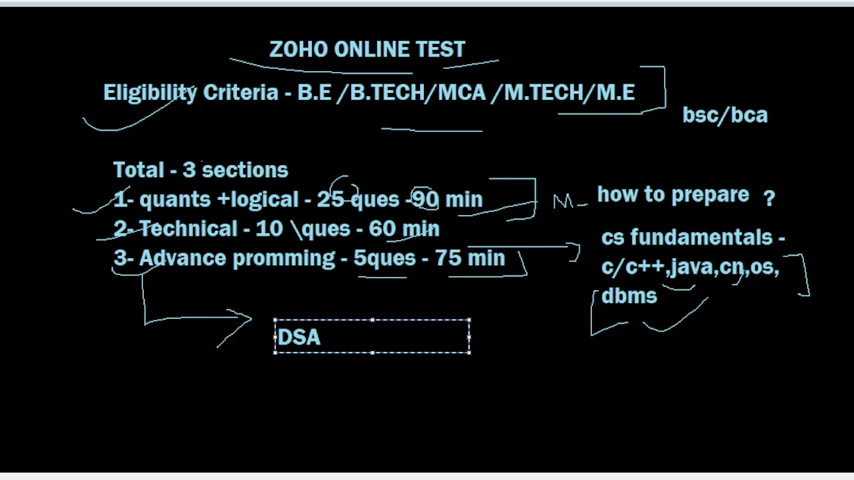 ZOHO ONLINE TEST
Eligibility Criteria - B.E /B.TECH/MCA /M.TECH/M.E
bsc/bca
Total - 3 sections
1- quants +logical - 25 ques -90 min
2- Technical - 10 \ques - 60 min
3- Advance promming - 5ques - 75 min
M-
how to prepare ?
cs fundamentals -
c/c++,java,cn,os,
dbms
DSA